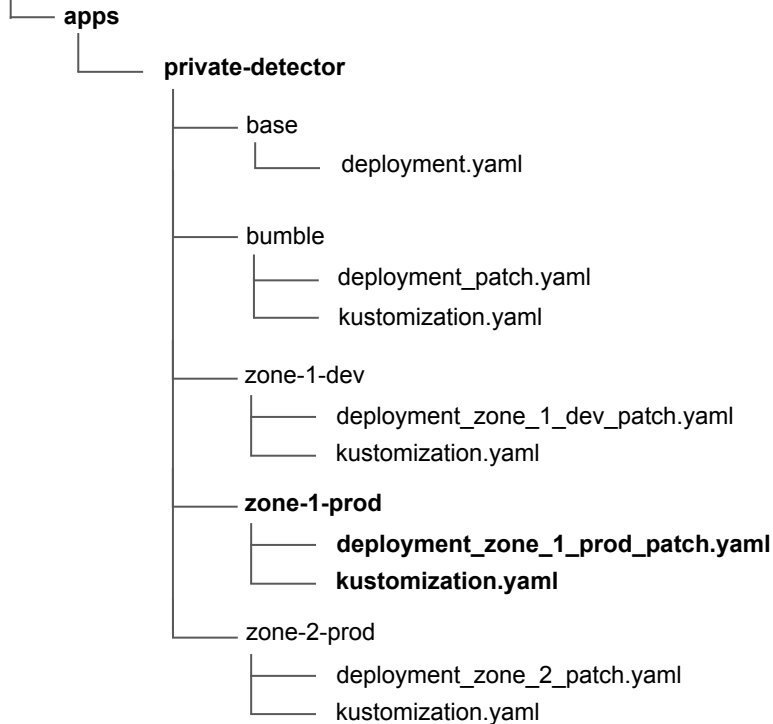 apps
private-detector
base
deployment.yaml
bumble
deployment_patch.yaml
kustomization.yaml
zone-1-dev
deployment_zone_1_dev_patch.yaml
kustomization.yaml
zone-1-prod
deployment_zone_1_prod_patch.yaml
kustomization.yaml
zone-2-prod
deployment_zone_2_patch.yaml
kustomization.yaml